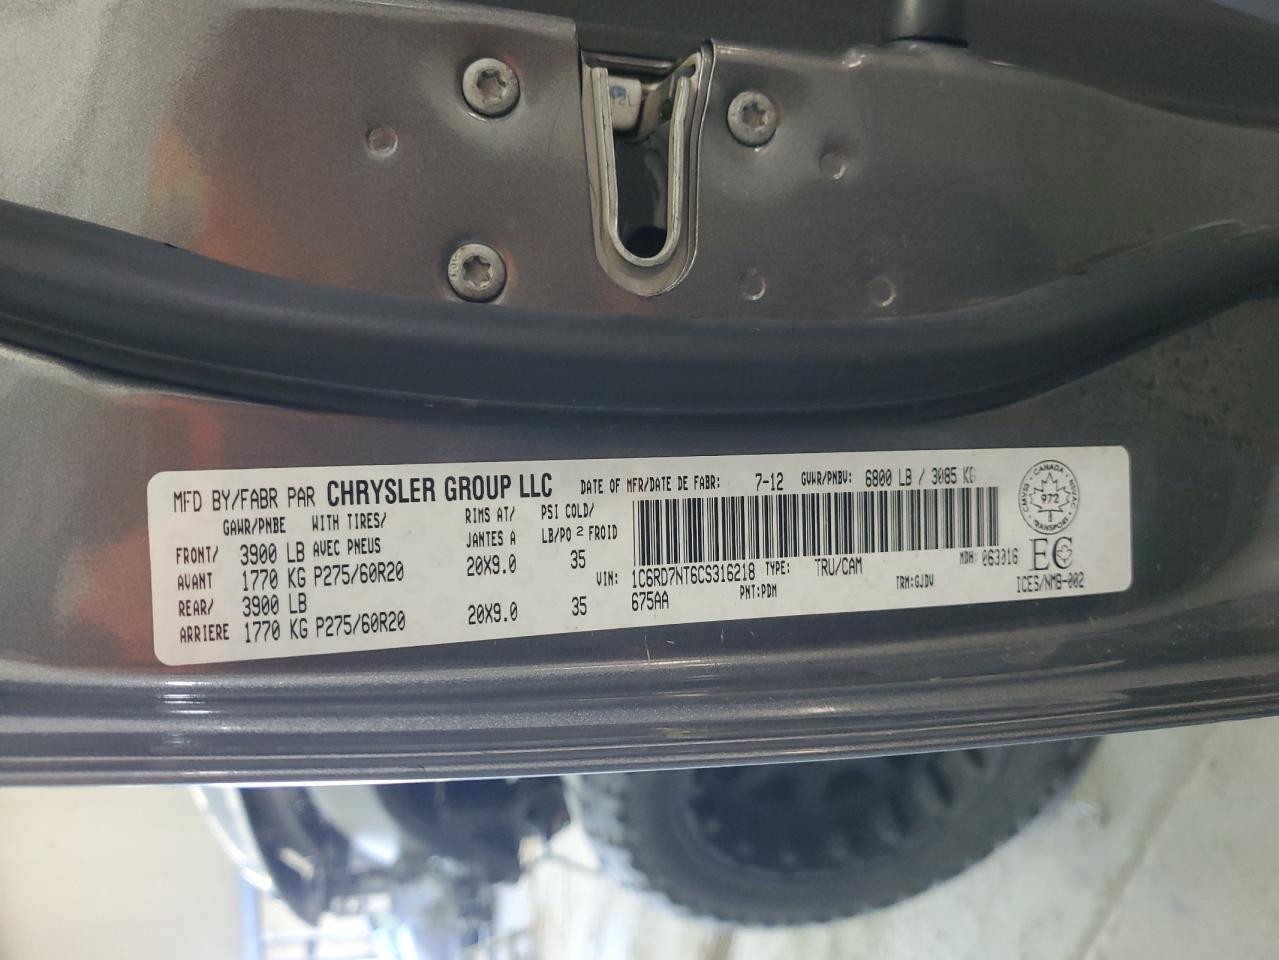 MFD BY/FABR PAR CHRYSLER GROUP LLC DATE OF MFR/DATE DE FABR: 7-12 GVWR/PNBV: 6800 LB / 3085 KG
GAWR/PNBE WITH TIRES/ RIMS AT/ PSI COLD/
AVEC PNEUS JANTES A LB/PO 2 FROID
FRONT/ 3900 LB
AVANT 1770 KG P275/60R20 20X9.0 35
REAR/ 3900 LB
ARRIERE 1770 KG P275/60R20 20X9.0 35
VIN: 1C6RD7NT6CS316218 TYPE: TRU/CAM MDH: 063016
675AA PNT:PDM TRM:GJDV
CANADA
972
TRANSPORT
EC
ICES/NMB-002